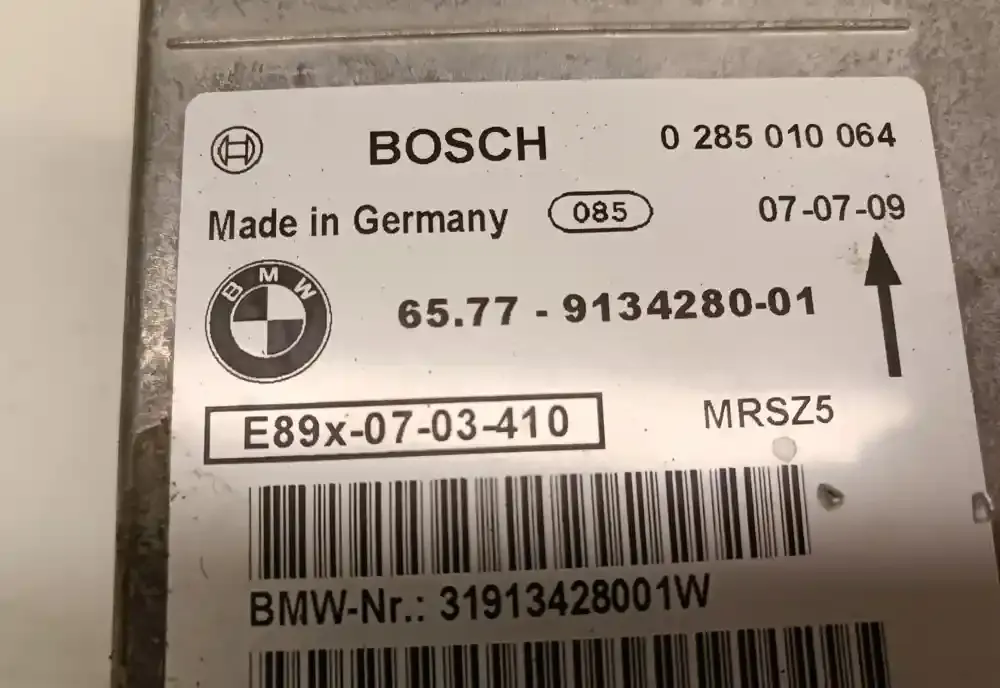 BOSCH 0 285 010 064
Made in Germany 085 07-07-09
BMW
65.77 - 9134280-01
E89x-07-03-410 MRSZ5
BMW-Nr.: 31913428001W